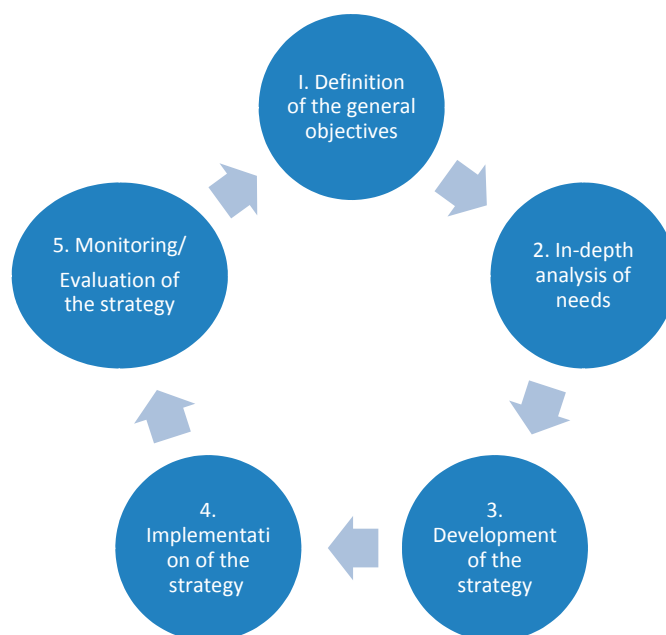 I. Definition
of the general
objectives
2. In-depth
analysis of
needs
3.
Development
of the
strategy
4.
Implementati
on of the
strategy
5. Monitoring/
Evaluation of
the strategy